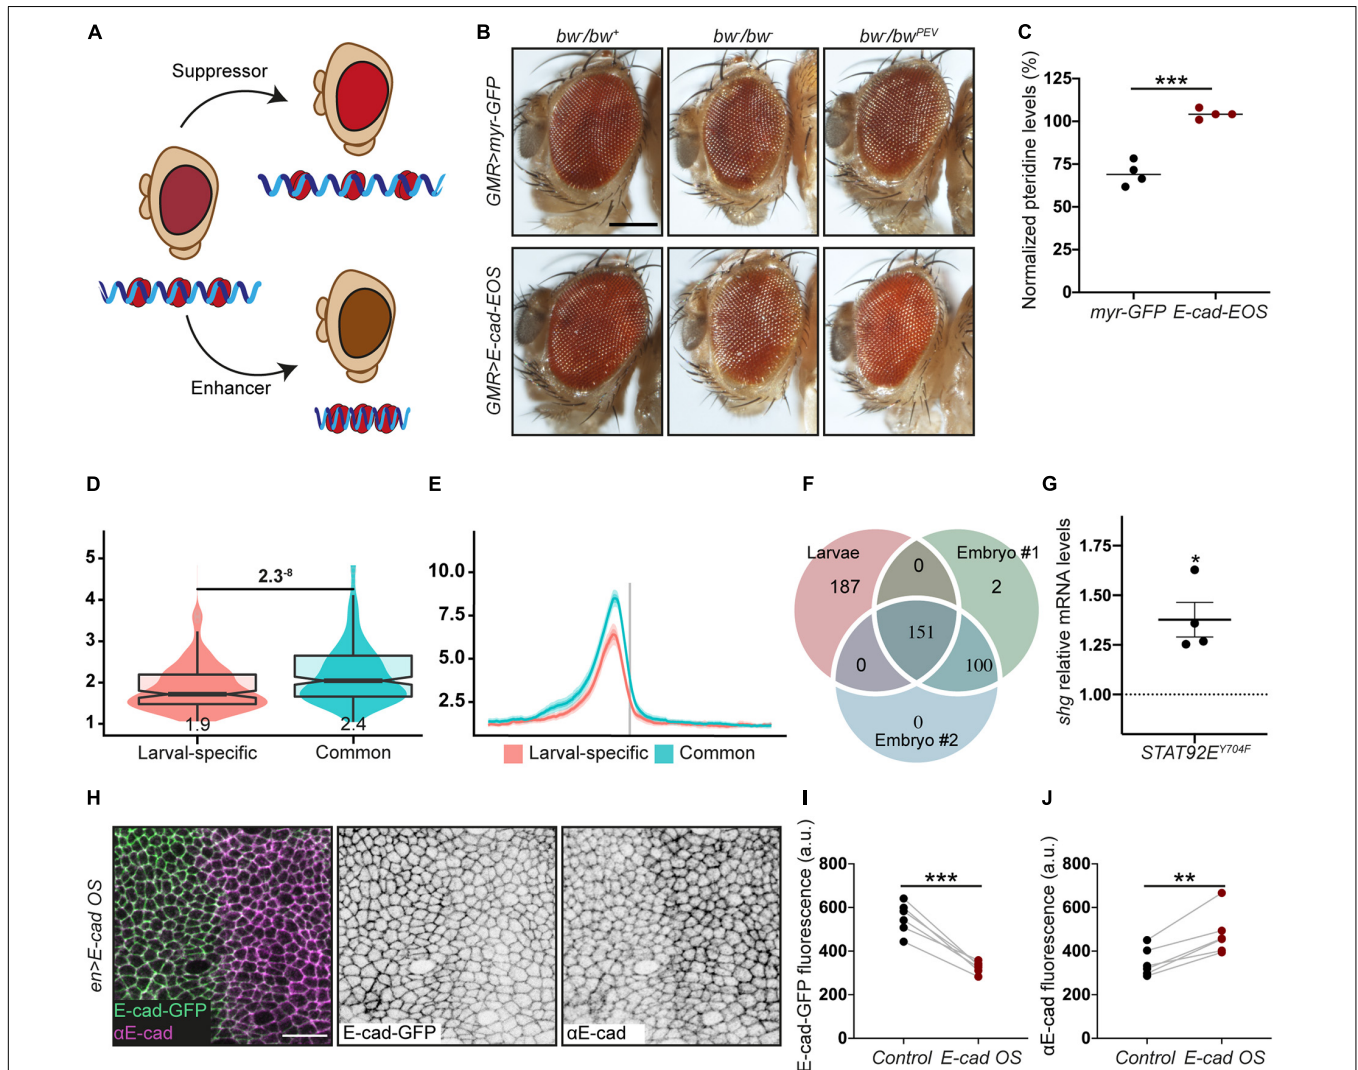 A
Suppressor
Enhancer
B
bw⁻/bw⁺
bw⁻/bw⁻
bw⁻/bwᴾᴱⱽ
GMR>myr-GFP
GMR>E-cad-EOS
C
Normalized pteridine levels (%)
125
100
75
50
25
0
***
myr-GFP
E-cad-EOS
D
5
4
3
2
1
2.3⁻⁸
1.9
2.4
Larval-specific
Common
E
10.0
7.5
5.0
2.5
Larval-specific
Common
F
Larvae
Embryo #1
187
0
2
151
0
100
0
Embryo #2
G
shg relative mRNA levels
1.75
1.50
1.25
1.00
*
STAT92Eʸ⁷⁰⁴ᶠ
H
en>E-cad OS
E-cad-GFP
αE-cad
E-cad-GFP
αE-cad
I
E-cad-GFP fluorescence (a.u.)
800
600
400
200
0
***
Control
E-cad OS
J
αE-cad fluorescence (a.u.)
800
600
400
200
0
**
Control
E-cad OS